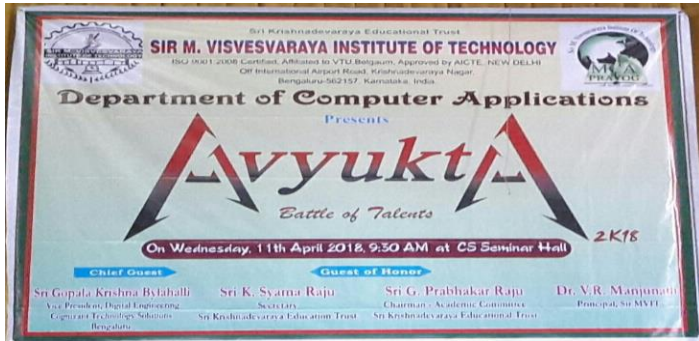 Sri Krishnadevaraya Educational Trust
SIR M. VISVESVARAYA INSTITUTE OF TECHNOLOGY
ISO 9001:2008 Certified, Affiliated to VTU Belgaum, Approved by AICTE, NEW DELHI
Off International Airport Road, Krishnadevaraya Nagar,
Bengaluru-562157, Karnataka, India
MCA
PRAYOG
Department of Computer Applications
Presents
AvyuktA
Battle of Talents
2K18
On Wednesday, 11th April 2018, 9:30 AM at CS Seminar Hall
Chief Guest
Guest of Honor
Sri Gopala Krishna Bylahalli
Vice President, Digital Engineering
Cognizant Technology Solutions
Bengaluru
Sri K. Syama Raju
Secretary
Sri Krishnadevaraya Education Trust
Sri G. Prabhakar Raju
Chairman - Academic Committee
Sri Krishnadevaraya Educational Trust
Dr. V.R. Manjunath
Principal, Sir MVIT